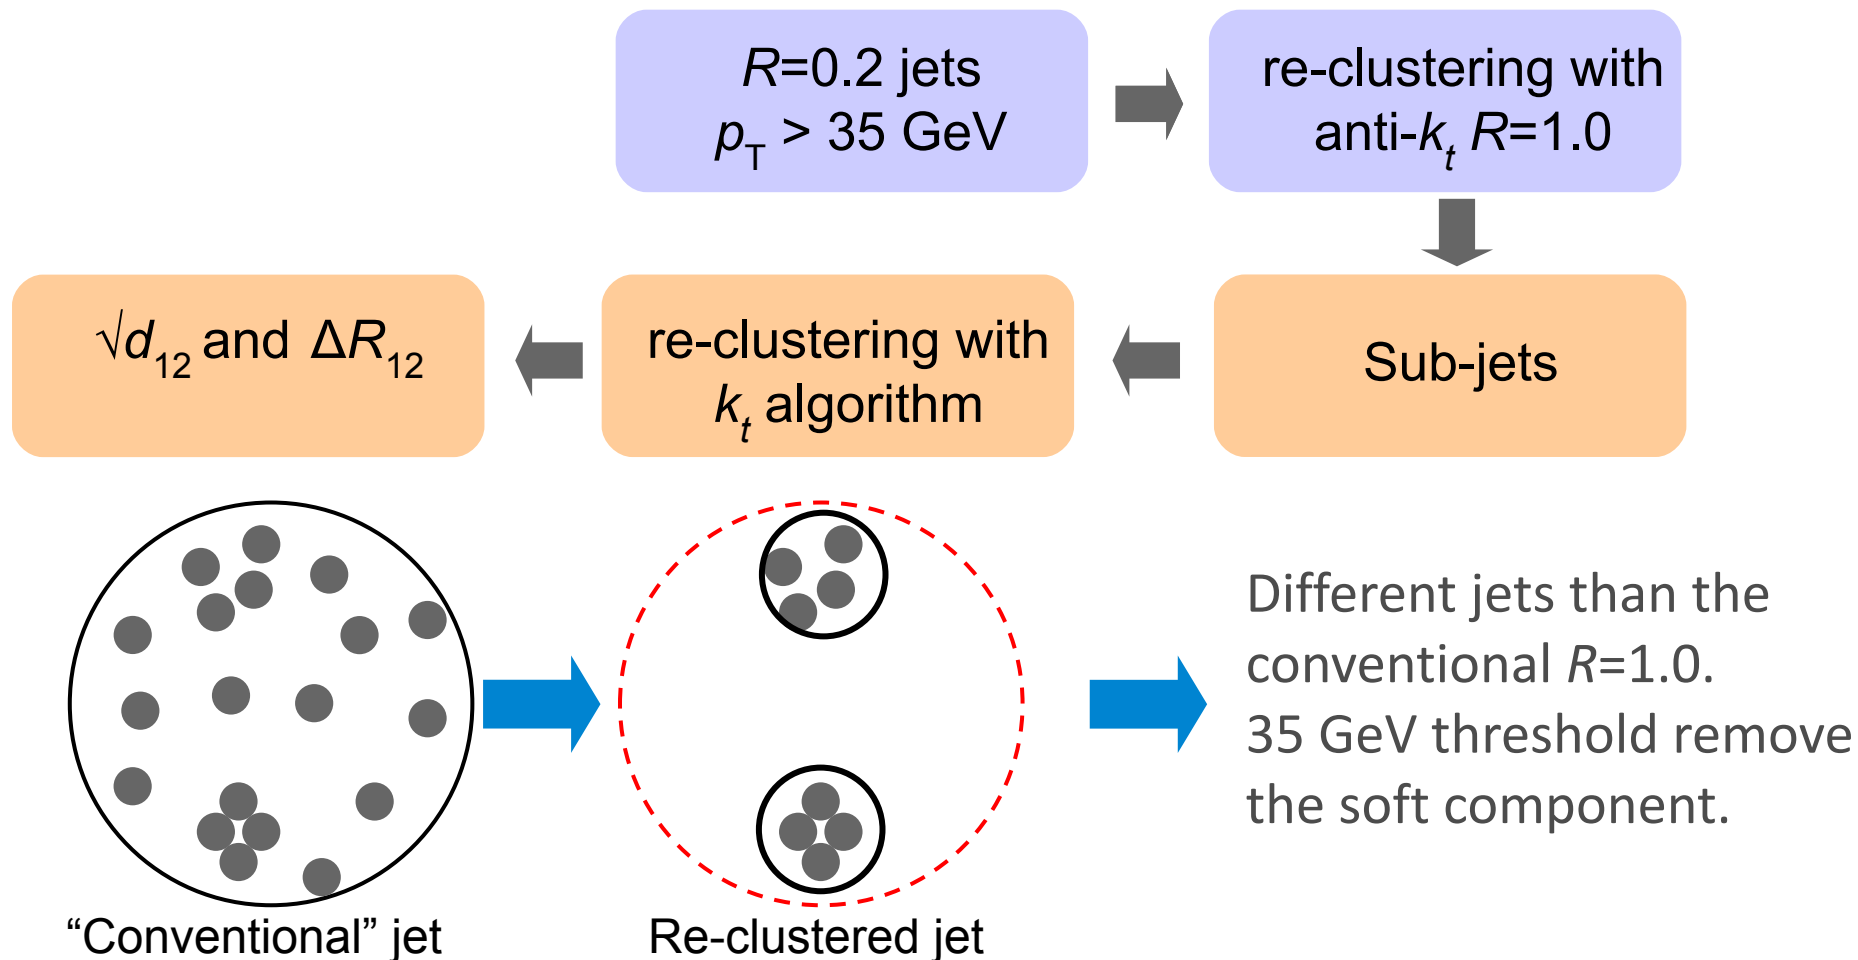 R=0.2 jets
pT > 35 GeV
re-clustering with
anti-kt R=1.0
Sub-jets
re-clustering with
kt algorithm
√d12 and ΔR12
“Conventional” jet
Re-clustered jet
Different jets than the
conventional R=1.0.
35 GeV threshold remove
the soft component.